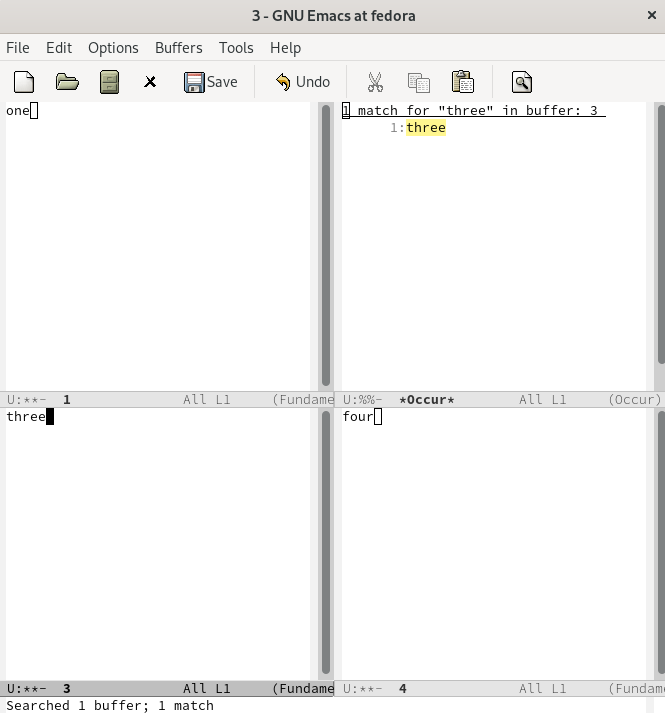 3 - GNU Emacs at fedora ×
File Edit Options Buffers Tools Help
Save Undo
one
1 match for "three" in buffer: 3
1:three
U:**- 1 All L1 (Fundame
U:%%- *Occur* All L1 (Occur)
three
four
U:**- 3 All L1 (Fundame
U:**- 4 All L1 (Fundame
Searched 1 buffer; 1 match